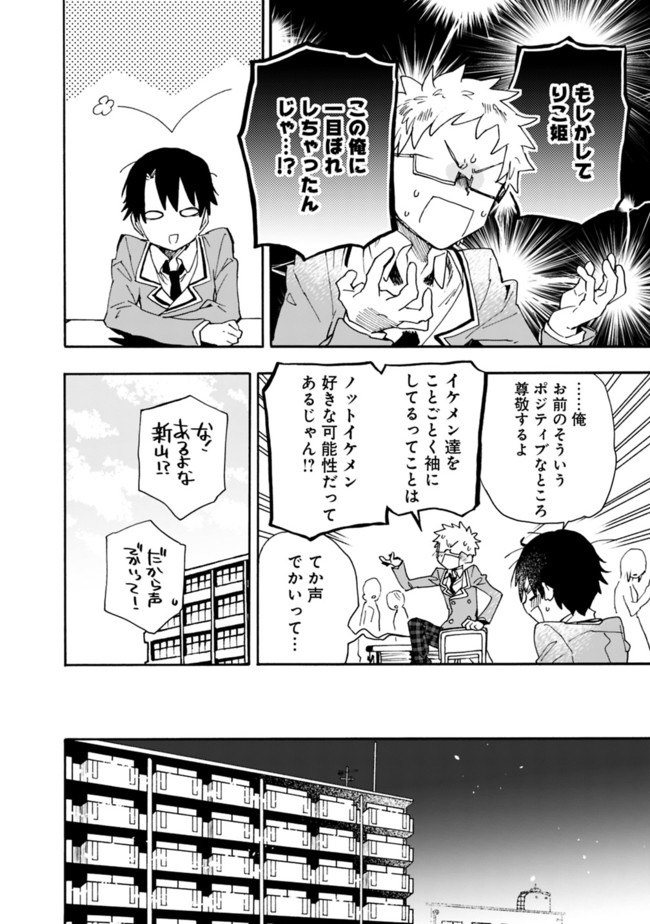 もしかして
りこ姫
この俺に
一目ぼれ
しちゃったん
じゃ…!?
……俺
お前のそういう
ポジティブなところ
尊敬するよ
イケメン達を
ことごとく袖に
してるってことは
ノットイケメン
好きな可能性だって
あるじゃん!?
てか声
でかいって…
な、
あるよな
新山!?
だから声
でかいって!